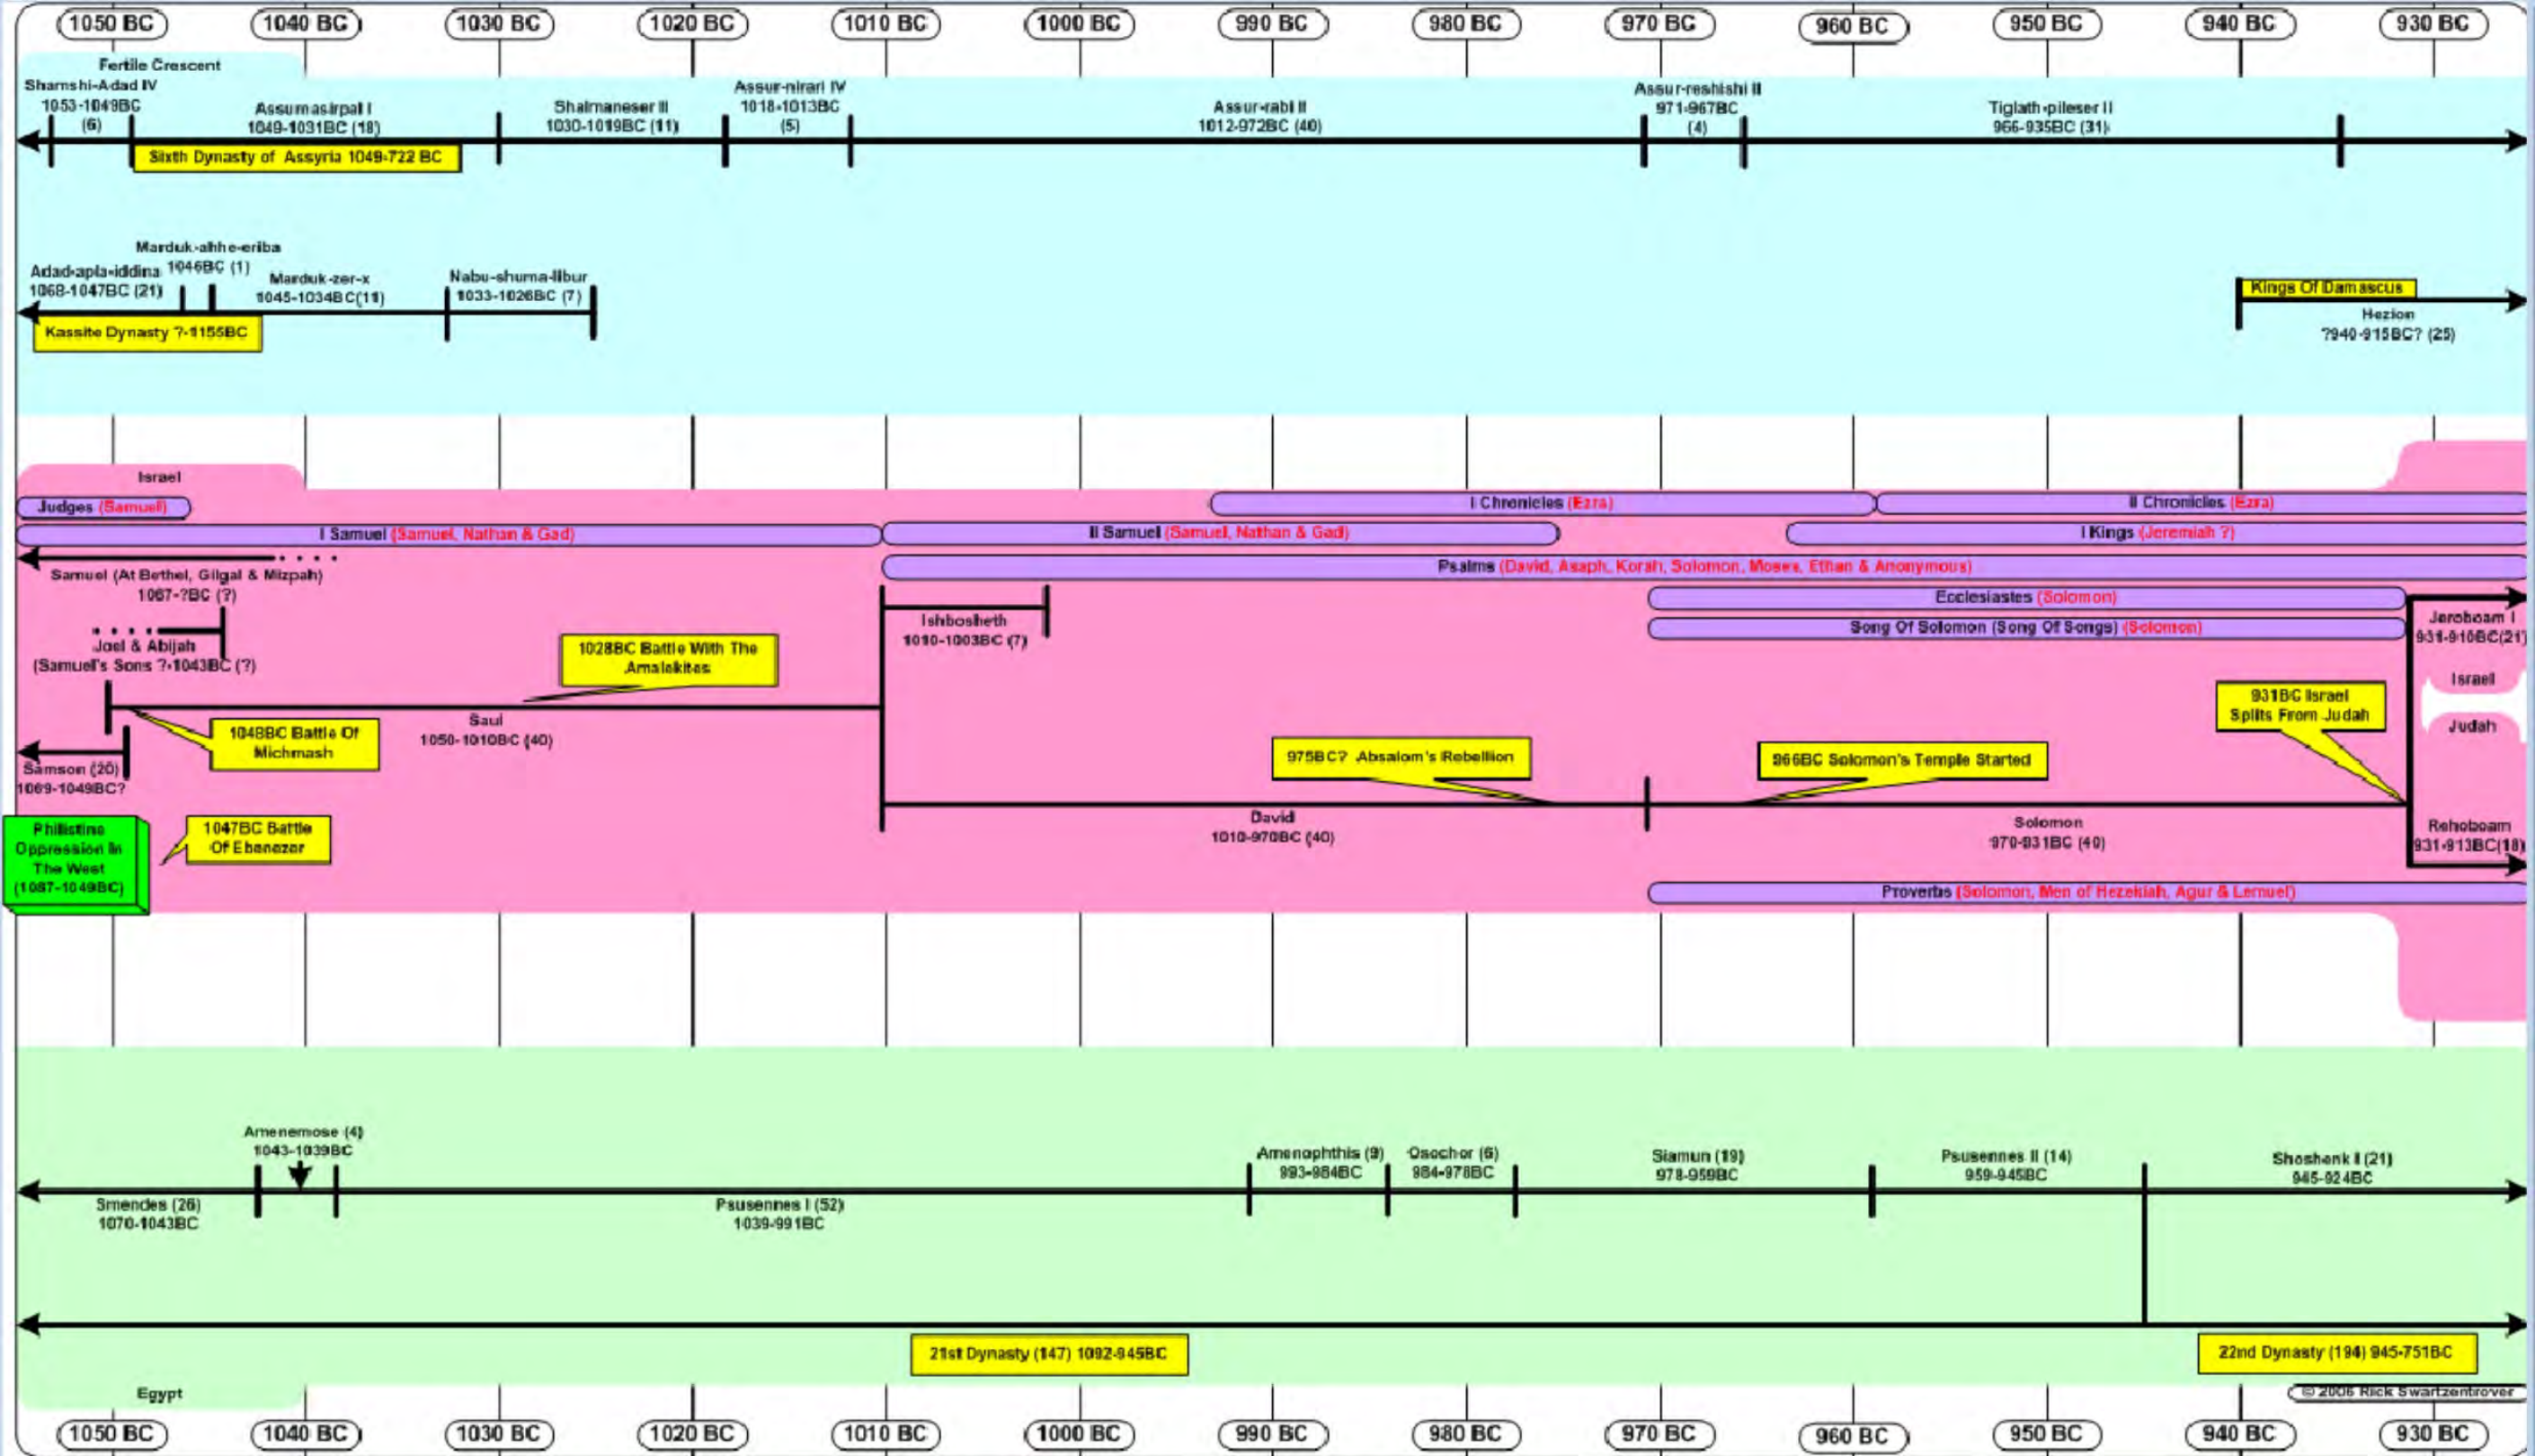 1050 BC
1040 BC
1030 BC
1020 BC
1010 BC
1000 BC
990 BC
980 BC
970 BC
960 BC
950 BC
940 BC
930 BC
Fertile Crescent
Shamshi-Adad IV
1053-1049BC
(6)
Assurnasirpal I
1049-1031BC (18)
Sixth Dynasty of Assyria 1049-722 BC
Shalmaneser II
1030-1019BC (11)
Assur-nirari IV
1018-1013BC
(5)
Assur-rabi II
1012-972BC (40)
Assur-reshishi II
971-967BC
(4)
Tiglath-pileser II
966-935BC (31)
Adad-apla-iddina
1068-1047BC (21)
Marduk-ahhe-eriba
1046BC (1)
Marduk-zer-x
1045-1034BC(11)
Nabu-shuma-libur
1033-1026BC (7)
Kassite Dynasty ?-1155BC
Kings Of Damascus
Hezion
?940-915BC? (25)
Israel
Judges (Samuel)
I Chronicles (Ezra)
II Chronicles (Ezra)
I Samuel (Samuel, Nathan & Gad)
II Samuel (Samuel, Nathan & Gad)
I Kings (Jeremiah ?)
Samuel (At Bethel, Gilgal & Mizpah)
1067-?BC (?)
Psalms (David, Asaph, Korah, Solomon, Moses, Ethan & Anonymous)
Ecclesiastes (Solomon)
Song Of Solomon (Song Of Songs) (Solomon)
Joel & Abijah
(Samuel's Sons ?-1043BC (?)
Ishbosheth
1010-1003BC (7)
Jeroboam I
931-910BC(21)
1028BC Battle With The
Amalekites
Israel
Judah
931BC Israel
Splits From Judah
Saul
1050-1010BC (40)
1048BC Battle Of
Michmash
Samson (20)
1069-1049BC?
975BC? Absalom's Rebellion
966BC Solomon's Temple Started
Philistine
Oppression In
The West
(1087-1049BC)
1047BC Battle
Of Ebenezer
David
1010-970BC (40)
Solomon
970-931BC (40)
Rehoboam
931-913BC(18)
Proverbs (Solomon, Men of Hezekiah, Agur & Lemuel)
Amenemose (4)
1043-1039BC
Smendes (26)
1070-1043BC
Psusennes I (52)
1039-991BC
Amenophthis (9)
993-984BC
Osochor (6)
984-978BC
Siamun (19)
978-959BC
Psusennes II (14)
959-945BC
Shoshenk I (21)
945-924BC
21st Dynasty (147) 1092-945BC
22nd Dynasty (194) 945-751BC
Egypt
© 2006 Rick Swartzentrover
1050 BC
1040 BC
1030 BC
1020 BC
1010 BC
1000 BC
990 BC
980 BC
970 BC
960 BC
950 BC
940 BC
930 BC